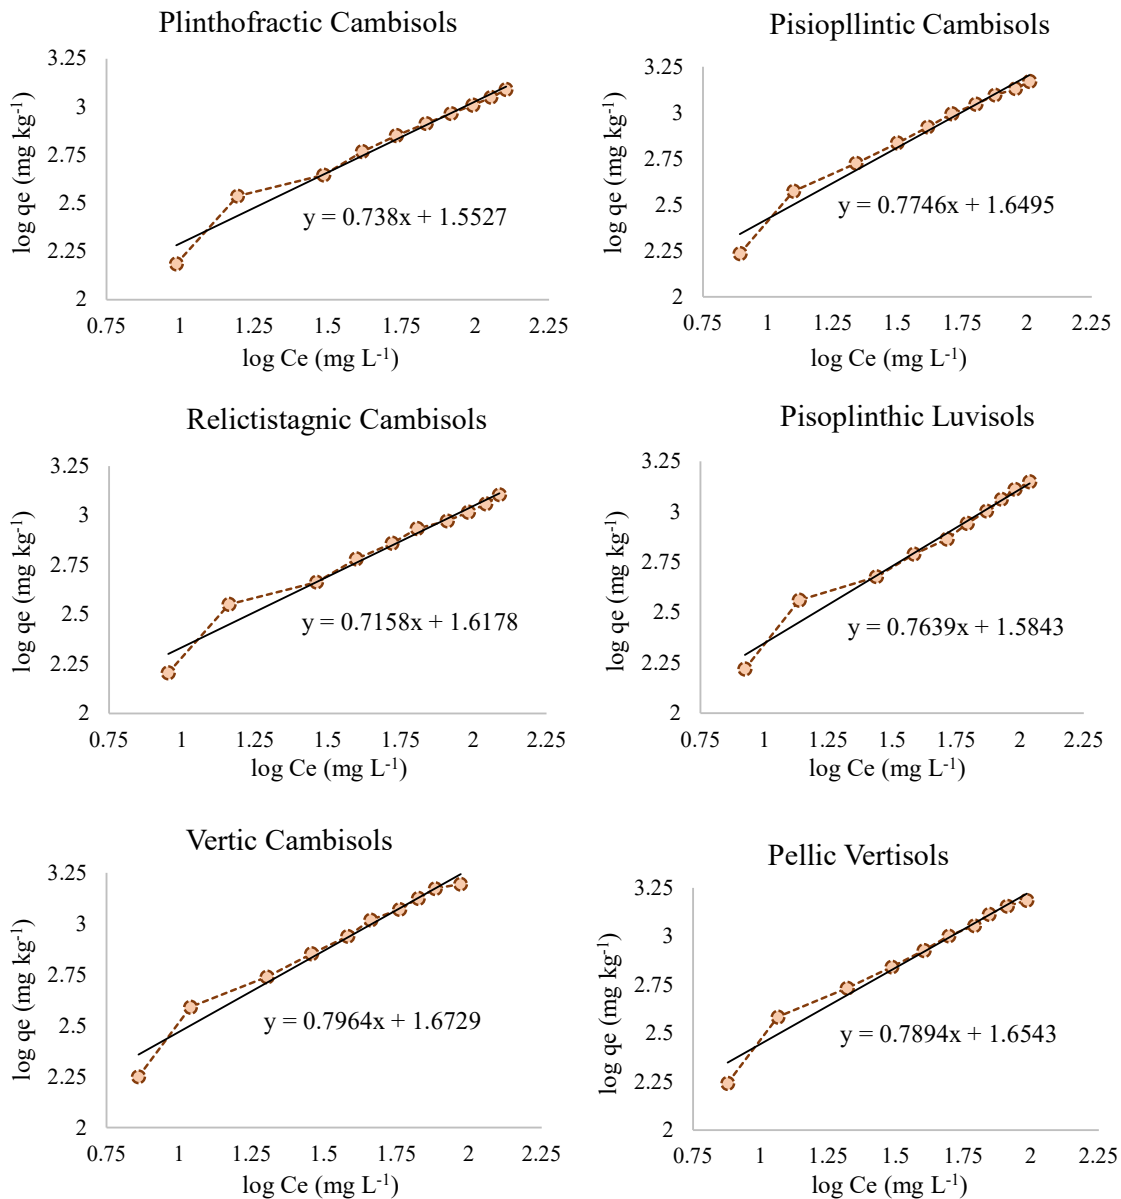 Plinthofractic Cambisols
3.25
3
2.75
2.5
2.25
2
log qe (mg kg-1)
y = 0.738x + 1.5527
0.75 1 1.25 1.5 1.75 2 2.25
log Ce (mg L-1)
Pisiopllintic Cambisols
3.25
3
2.75
2.5
2.25
2
log qe (mg kg-1)
y = 0.7746x + 1.6495
0.75 1 1.25 1.5 1.75 2 2.25
log Ce (mg L-1)
Relictistagnic Cambisols
3.25
3
2.75
2.5
2.25
2
log qe (mg kg-1)
y = 0.7158x + 1.6178
0.75 1 1.25 1.5 1.75 2 2.25
log Ce (mg L-1)
Pisoplinthic Luvisols
3.25
3
2.75
2.5
2.25
2
log qe (mg kg-1)
y = 0.7639x + 1.5843
0.75 1 1.25 1.5 1.75 2 2.25
log Ce (mg L-1)
Vertic Cambisols
3.25
3
2.75
2.5
2.25
2
log qe (mg kg-1)
y = 0.7964x + 1.6729
0.75 1 1.25 1.5 1.75 2 2.25
log Ce (mg L-1)
Pellic Vertisols
3.25
3
2.75
2.5
2.25
2
log qe (mg kg-1)
y = 0.7894x + 1.6543
0.75 1 1.25 1.5 1.75 2 2.25
log Ce (mg L-1)